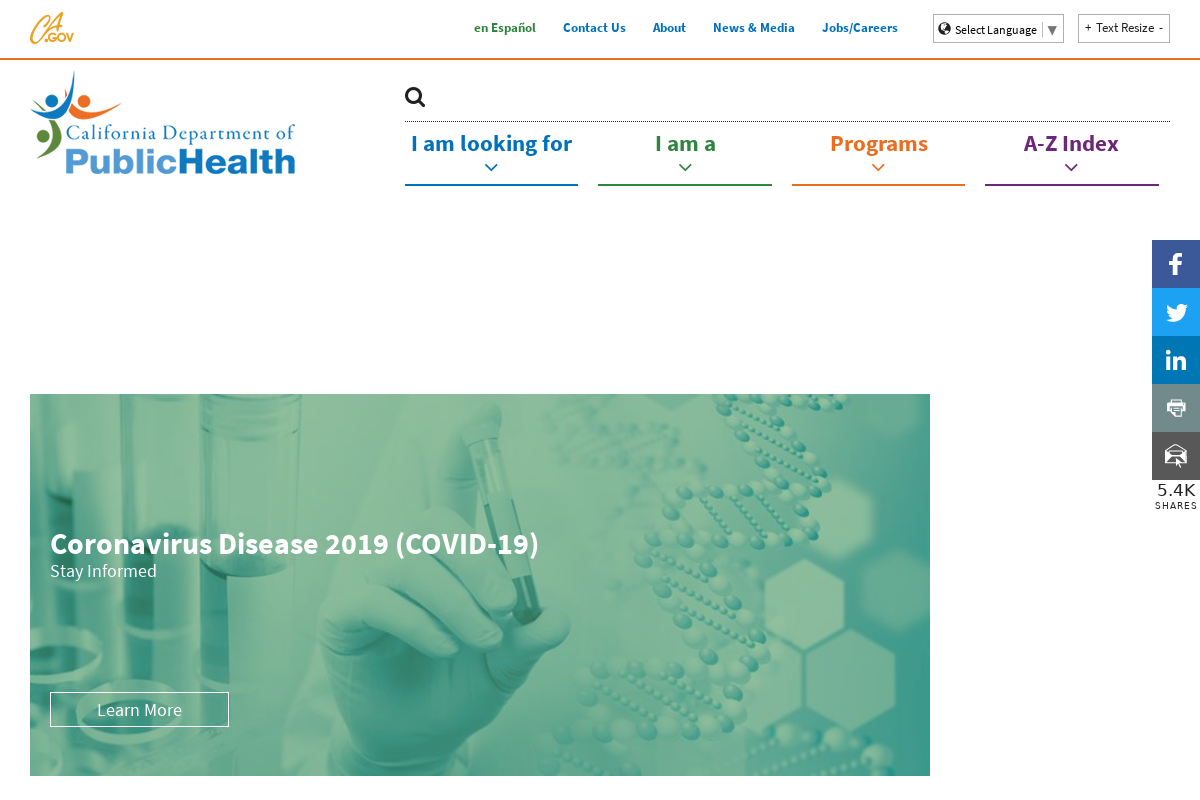 CA
.GOV
en Español Contact Us About News & Media Jobs/Careers Select Language ▼ + Text Resize -
California Department of
PublicHealth
I am looking for I am a Programs A-Z Index
5.4K
SHARES
Coronavirus Disease 2019 (COVID-19)
Stay Informed
Learn More